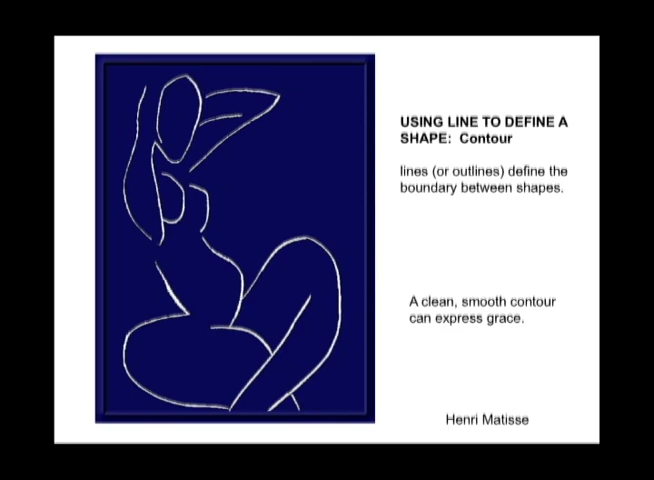 USING LINE TO DEFINE A
SHAPE: Contour
lines (or outlines) define the
boundary between shapes.
A clean, smooth contour
can express grace.
Henri Matisse